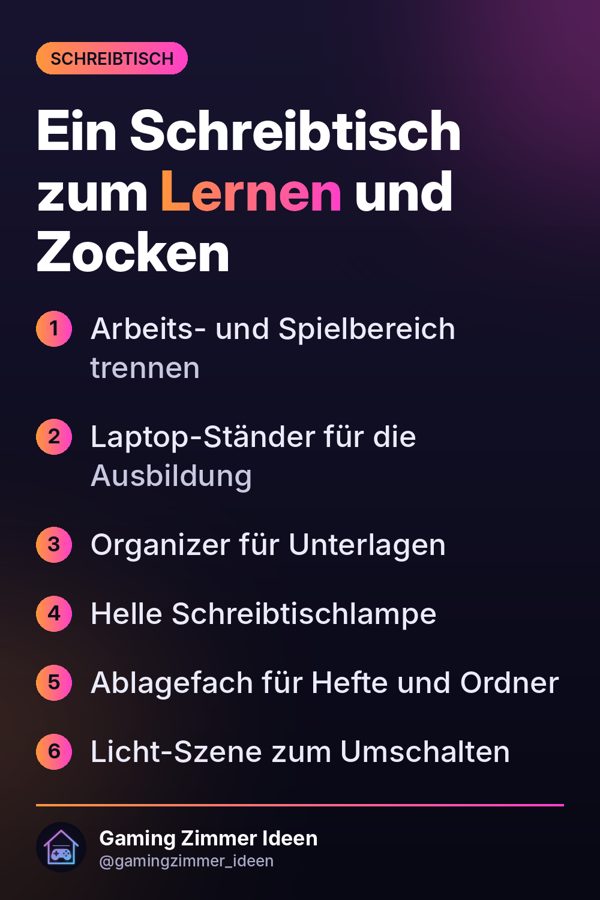 SCHREIBTISCH
Ein Schreibtisch
zum Lernen und
Zocken
1 Arbeits- und Spielbereich
trennen
2 Laptop-Ständer für die
Ausbildung
3 Organizer für Unterlagen
4 Helle Schreibtischlampe
5 Ablagefach für Hefte und Ordner
6 Licht-Szene zum Umschalten
Gaming Zimmer Ideen
@gamingzimmer_ideen